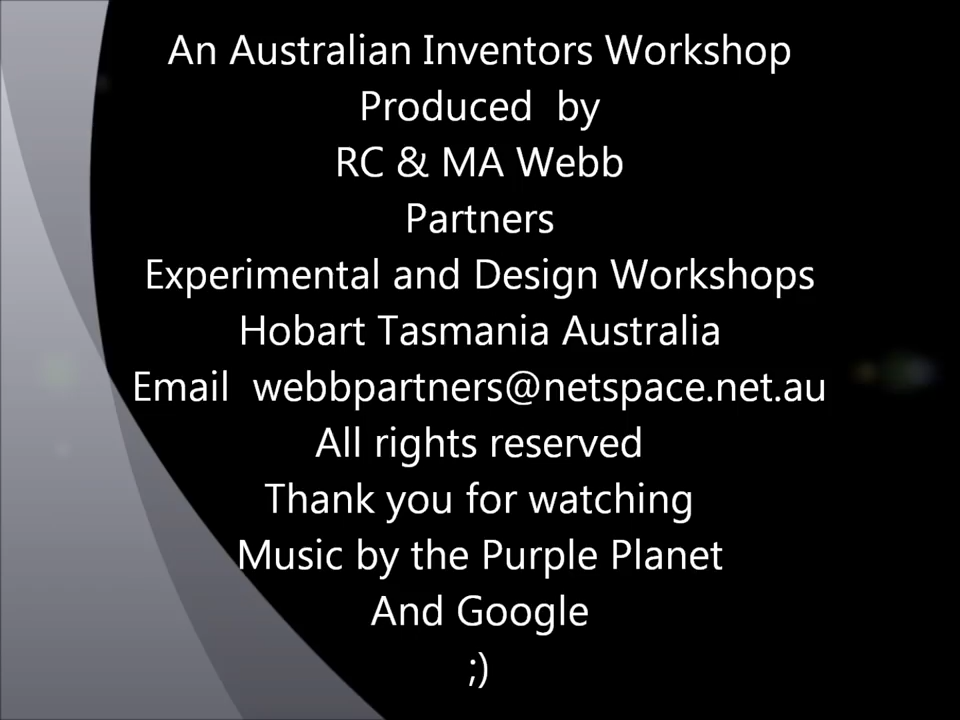 An Australian Inventors Workshop
Produced  by
RC & MA Webb
Partners
Experimental and Design Workshops
Hobart Tasmania Australia
Email  webbpartners@netspace.net.au
All rights reserved
Thank you for watching
Music by the Purple Planet
And Google
;)